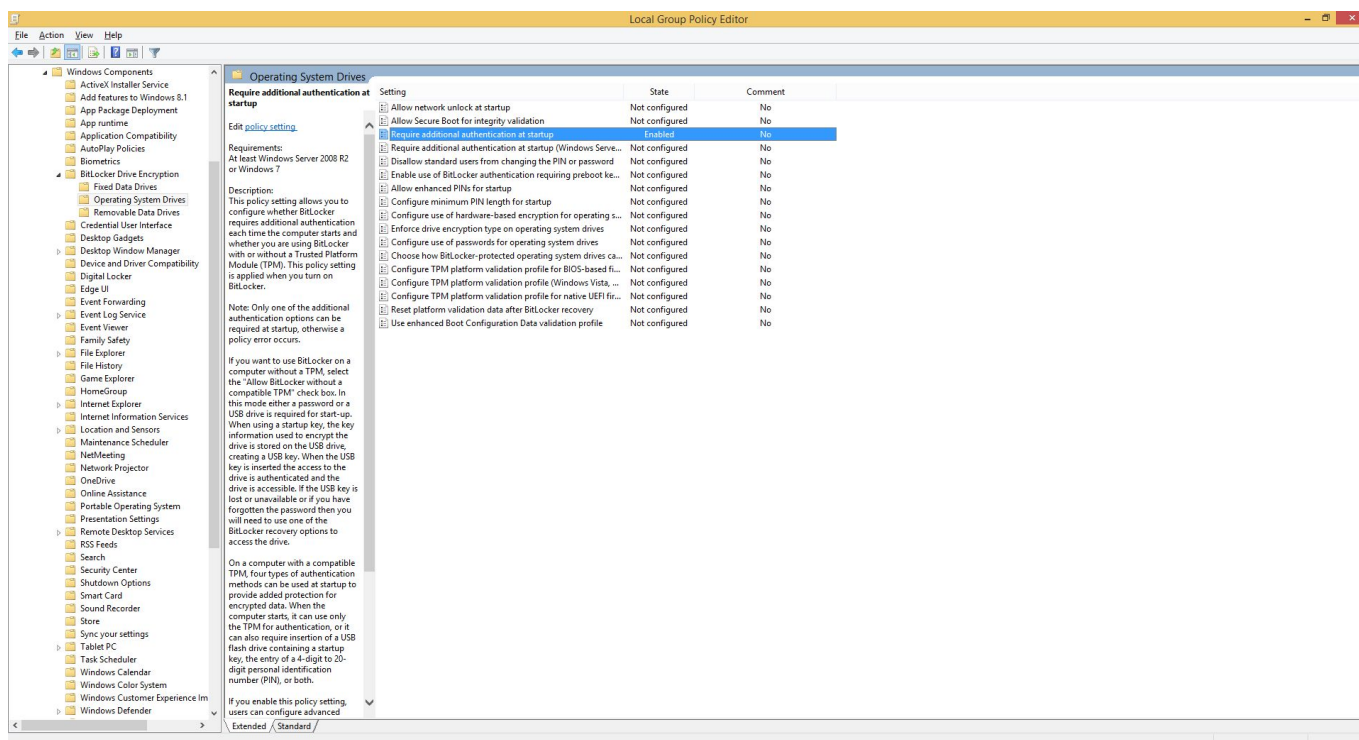 Local Group Policy Editor
File Action View Help
Windows Components
ActiveX Installer Service
Add features to Windows 8.1
App Package Deployment
App runtime
Application Compatibility
AutoPlay Policies
Biometrics
BitLocker Drive Encryption
Fixed Data Drives
Operating System Drives
Removable Data Drives
Credential User Interface
Desktop Gadgets
Desktop Window Manager
Device and Driver Compatibility
Digital Locker
Edge UI
Event Forwarding
Event Log Service
Event Viewer
Family Safety
File Explorer
File History
Game Explorer
HomeGroup
Internet Explorer
Internet Information Services
Location and Sensors
Maintenance Scheduler
NetMeeting
Network Projector
OneDrive
Online Assistance
Portable Operating System
Presentation Settings
Remote Desktop Services
RSS Feeds
Search
Security Center
Shutdown Options
Smart Card
Sound Recorder
Store
Sync your settings
Tablet PC
Task Scheduler
Windows Calendar
Windows Color System
Windows Customer Experience Im
Windows Defender
Operating System Drives
Require additional authentication at
startup
Edit policy setting
Requirements:
At least Windows Server 2008 R2
or Windows 7
Description:
This policy setting allows you to
configure whether BitLocker
requires additional authentication
each time the computer starts and
whether you are using BitLocker
with or without a Trusted Platform
Module (TPM). This policy setting
is applied when you turn on
BitLocker.
Note: Only one of the additional
authentication options can be
required at startup, otherwise a
policy error occurs.
If you want to use BitLocker on a
computer without a TPM, select
the "Allow BitLocker without a
compatible TPM" check box. In
this mode either a password or a
USB drive is required for start-up.
When using a startup key, the key
information used to encrypt the
drive is stored on the USB drive,
creating a USB key. When the USB
key is inserted the access to the
drive is authenticated and the
drive is accessible. If the USB key is
lost or unavailable or if you have
forgotten the password then you
will need to use one of the
BitLocker recovery options to
access the drive.
On a computer with a compatible
TPM, four types of authentication
methods can be used at startup to
provide added protection for
encrypted data. When the
computer starts, it can use only
the TPM for authentication, or it
can also require insertion of a USB
flash drive containing a startup
key, the entry of a 4-digit to 20-
digit personal identification
number (PIN), or both.
If you enable this policy setting,
users can configure advanced
Setting State Comment
Allow network unlock at startup Not configured No
Allow Secure Boot for integrity validation Not configured No
Require additional authentication at startup Enabled No
Require additional authentication at startup (Windows Serve... Not configured No
Disallow standard users from changing the PIN or password Not configured No
Enable use of BitLocker authentication requiring preboot ke... Not configured No
Allow enhanced PINs for startup Not configured No
Configure minimum PIN length for startup Not configured No
Configure use of hardware-based encryption for operating s... Not configured No
Enforce drive encryption type on operating system drives Not configured No
Configure use of passwords for operating system drives Not configured No
Choose how BitLocker-protected operating system drives ca... Not configured No
Configure TPM platform validation profile for BIOS-based fi... Not configured No
Configure TPM platform validation profile (Windows Vista, ... Not configured No
Configure TPM platform validation profile for native UEFI fir... Not configured No
Reset platform validation data after BitLocker recovery Not configured No
Use enhanced Boot Configuration Data validation profile Not configured No
Extended Standard